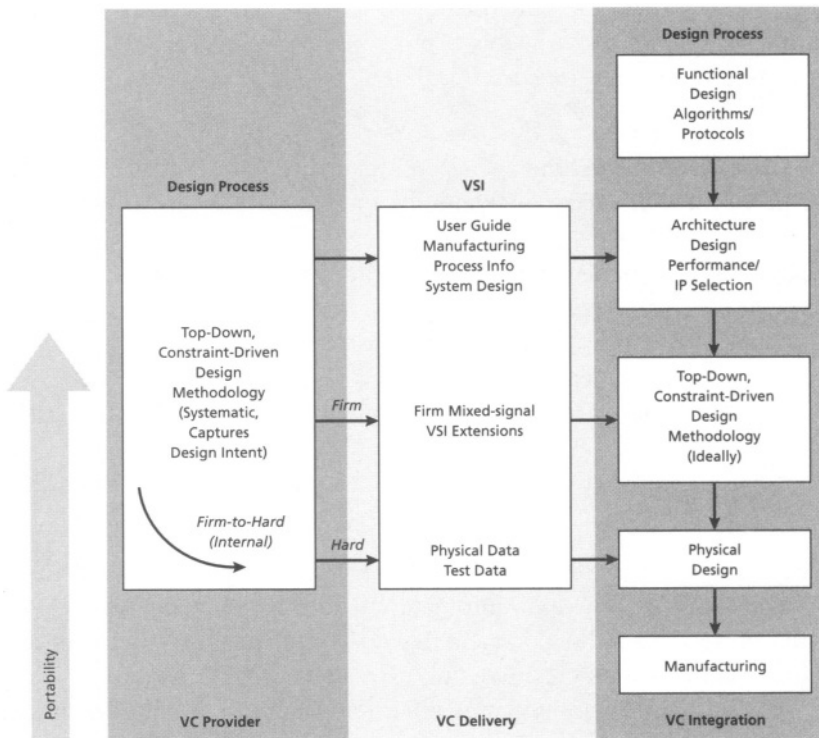 Design Process
Functional
Design
Algorithms/
Protocols
Design Process
VSI
User Guide
Manufacturing
Process Info
System Design
Architecture
Design
Performance/
IP Selection
Top-Down,
Constraint-Driven
Design
Methodology
(Systematic,
Captures
Design Intent)
Firm
Firm Mixed-signal
VSI Extensions
Top-Down,
Constraint-Driven
Design
Methodology
(Ideally)
Firm-to-Hard
(Internal)
Hard
Physical Data
Test Data
Physical
Design
Manufacturing
Portability
VC Provider
VC Delivery
VC Integration